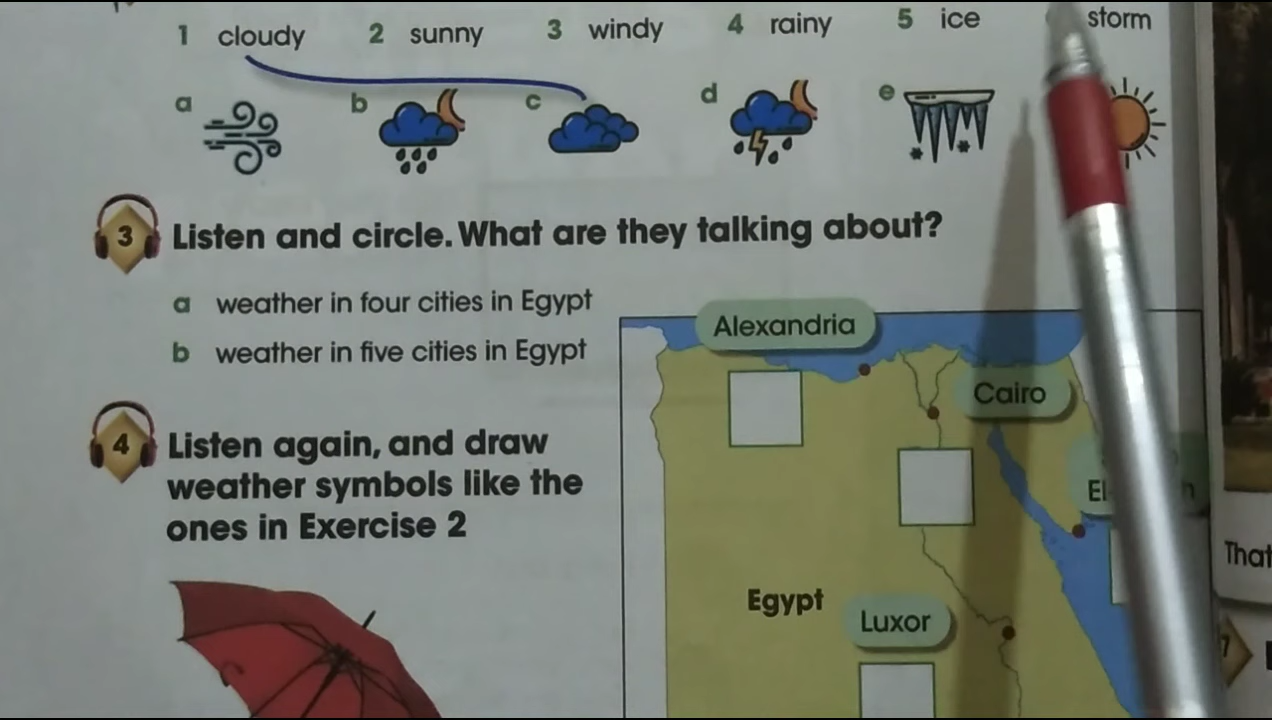 1 cloudy 2 sunny 3 windy 4 rainy 5 ice storm
a b c d e
3 Listen and circle. What are they talking about?
a weather in four cities in Egypt
b weather in five cities in Egypt
Alexandria
Cairo
4 Listen again, and draw
weather symbols like the
ones in Exercise 2
El
Egypt
Luxor
That
7